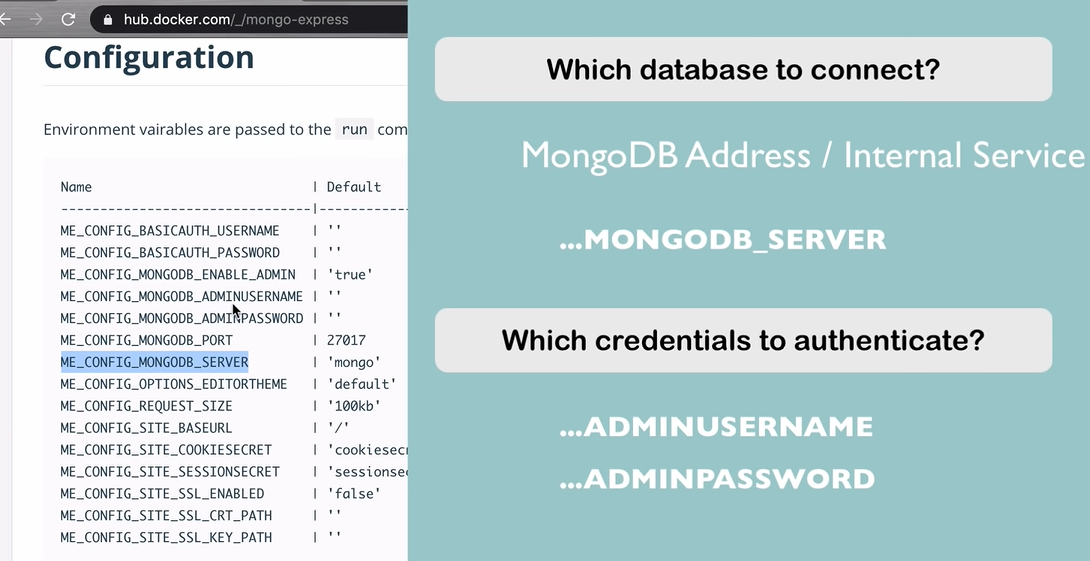 hub.docker.com/_/mongo-express
Configuration
Environment vairables are passed to the run com
Name | Default
--------------------------------|-----------
ME_CONFIG_BASICAUTH_USERNAME | ''
ME_CONFIG_BASICAUTH_PASSWORD | ''
ME_CONFIG_MONGODB_ENABLE_ADMIN | 'true'
ME_CONFIG_MONGODB_ADMINUSERNAME | ''
ME_CONFIG_MONGODB_ADMINPASSWORD | ''
ME_CONFIG_MONGODB_PORT | 27017
ME_CONFIG_MONGODB_SERVER | 'mongo'
ME_CONFIG_OPTIONS_EDITORTHEME | 'default'
ME_CONFIG_REQUEST_SIZE | '100kb'
ME_CONFIG_SITE_BASEURL | '/'
ME_CONFIG_SITE_COOKIESECRET | 'cookiesecr
ME_CONFIG_SITE_SESSIONSECRET | 'sessionsec
ME_CONFIG_SITE_SSL_ENABLED | 'false'
ME_CONFIG_SITE_SSL_CRT_PATH | ''
ME_CONFIG_SITE_SSL_KEY_PATH | ''
Which database to connect?
MongoDB Address / Internal Service
...MONGODB_SERVER
Which credentials to authenticate?
...ADMINUSERNAME
...ADMINPASSWORD